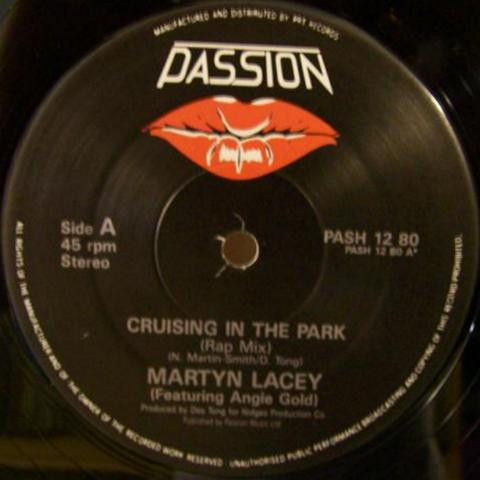 MANUFACTURED AND DISTRIBUTED BY PRT RECORDS
PASSION
Side A
45 rpm
Stereo
PASH 12 80
PASH 12 80 A*
CRUISING IN THE PARK
(Rap Mix)
(N. Martin-Smith/D. Tong)
MARTYN LACEY
(Featuring Angie Gold)
Produced by Des Tong for Nidges Production Co
Published by Passion Music Ltd
ALL RIGHTS OF THE MANUFACTURER AND OF THE OWNER OF THE RECORDED WORK RESERVED UNAUTHORISED PUBLIC PERFORMANCE BROADCASTING AND COPYING OF THIS RECORD PROHIBITED.